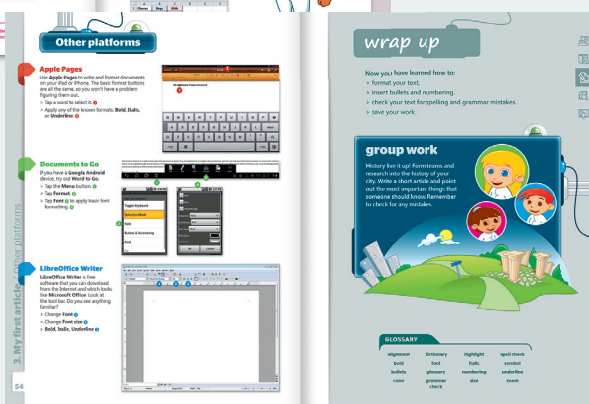 Other platforms
Apple Pages
Use Apple Pages to write and format documents
on your iPad or iPhone. The basic format buttons
are all the same, so you won't have a problem
figuring them out.
> Tap a word to select it.
> Apply any of the known formats: Bold, Italic,
or Underline.
Documents to Go
If you have a Google Android
device, try out Word to Go.
> Tap the Menu button.
> Tap Format.
> Tap Font to apply basic font
formatting.
LibreOffice Writer
LibreOffice Writer is free
software that you can download
from the Internet and which looks
like Microsoft Office. Look at
the tool bar. Do you see anything
familiar?
> Change Font
> Change Font size
> Bold, Italic, Underline
3. My first article
Other platforms
54
wrap up
Now you have learned how to:
> format your text.
> insert bullets and numbering.
> check your text forspelling and grammar mistakes.
> save your work.
group work
History live it up! Form teams and
research into the history of your
city. Write a short article and point
out the most important things that
someone should know Remember
to check for any mistakes.
GLOSSARY
alignment dictionary highlight spell check
bold font italic symbol
bullets glossary numbering underline
color grammar check size zoom